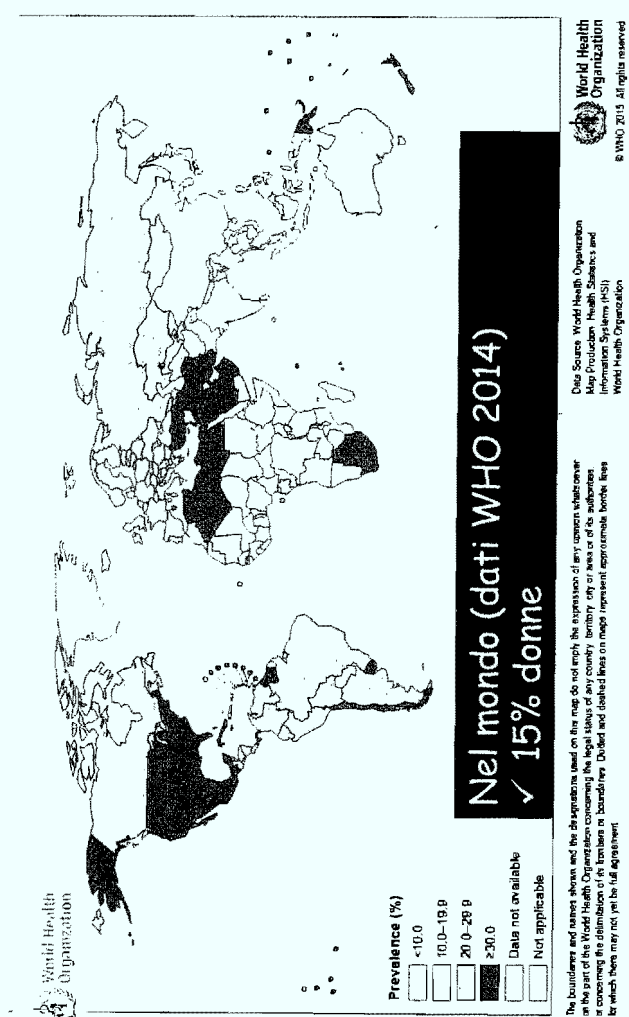 World Health
Organization
Prevalence (%)
<10.0
10.0–19.9
20.0–29.9
≥30.0
Data not available
Not applicable
Nel mondo (dati WHO 2014)
✓ 15% donne
The boundaries and names shown and the designations used on this map do not imply the expression of any opinion whatsoever
on the part of the World Health Organization concerning the legal status of any country, territory, city or area or of its authorities,
or concerning the delimitation of its frontiers or boundaries. Dotted and dashed lines on maps represent approximate border lines
for which there may not yet be full agreement.
Data Source: World Health Organization
Map Production: Health Statistics and
Information Systems (HSI)
World Health Organization
World Health
Organization
© WHO 2015. All rights reserved